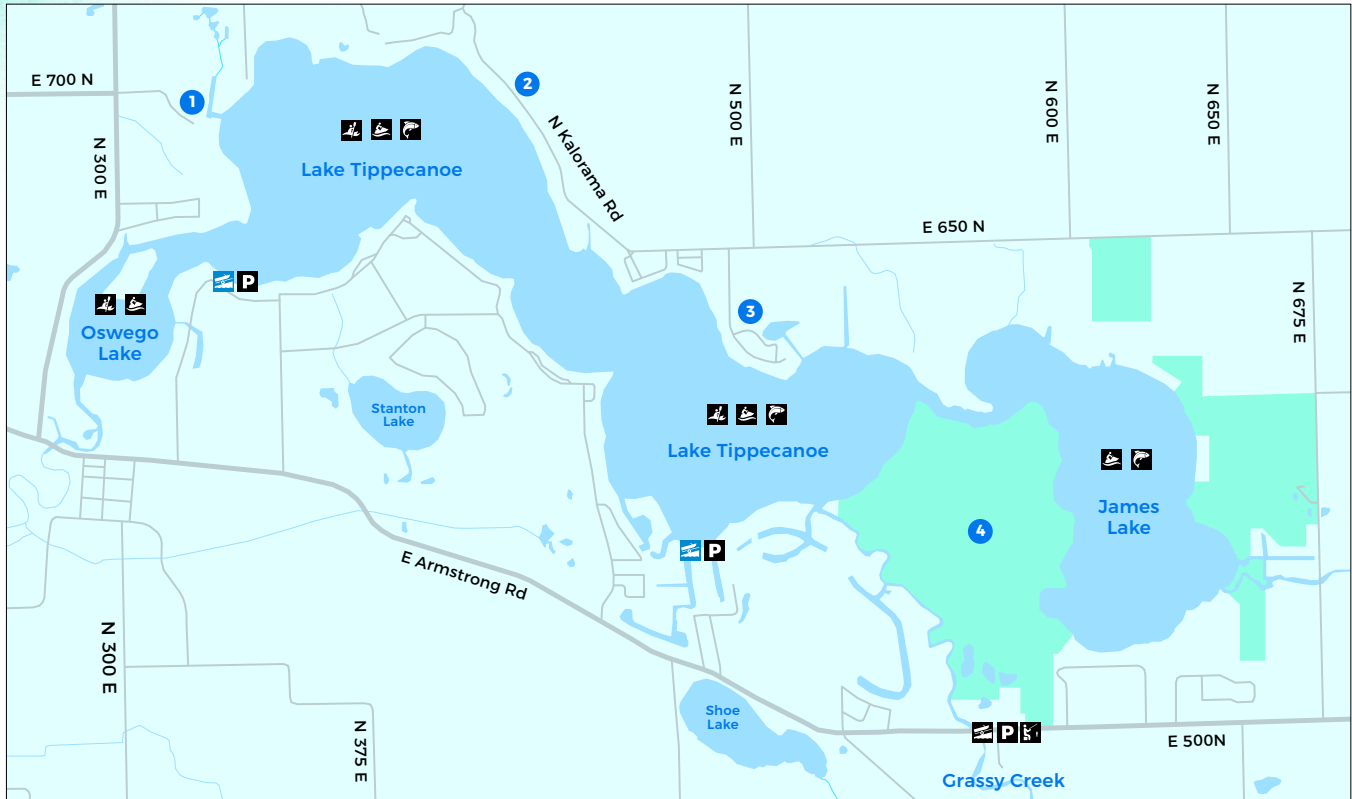 E 700 N
1
2
N Kalorama Rd
N 500 E
N 600 E
N 650 E
N 300 E
Lake Tippecanoe
E 650 N
P
Oswego
Lake
3
N 675 E
Stanton
Lake
Lake Tippecanoe
James
Lake
4
P
E Armstrong Rd
N 300 E
Shoe
Lake
N 375 E
P
E 500N
Grassy Creek